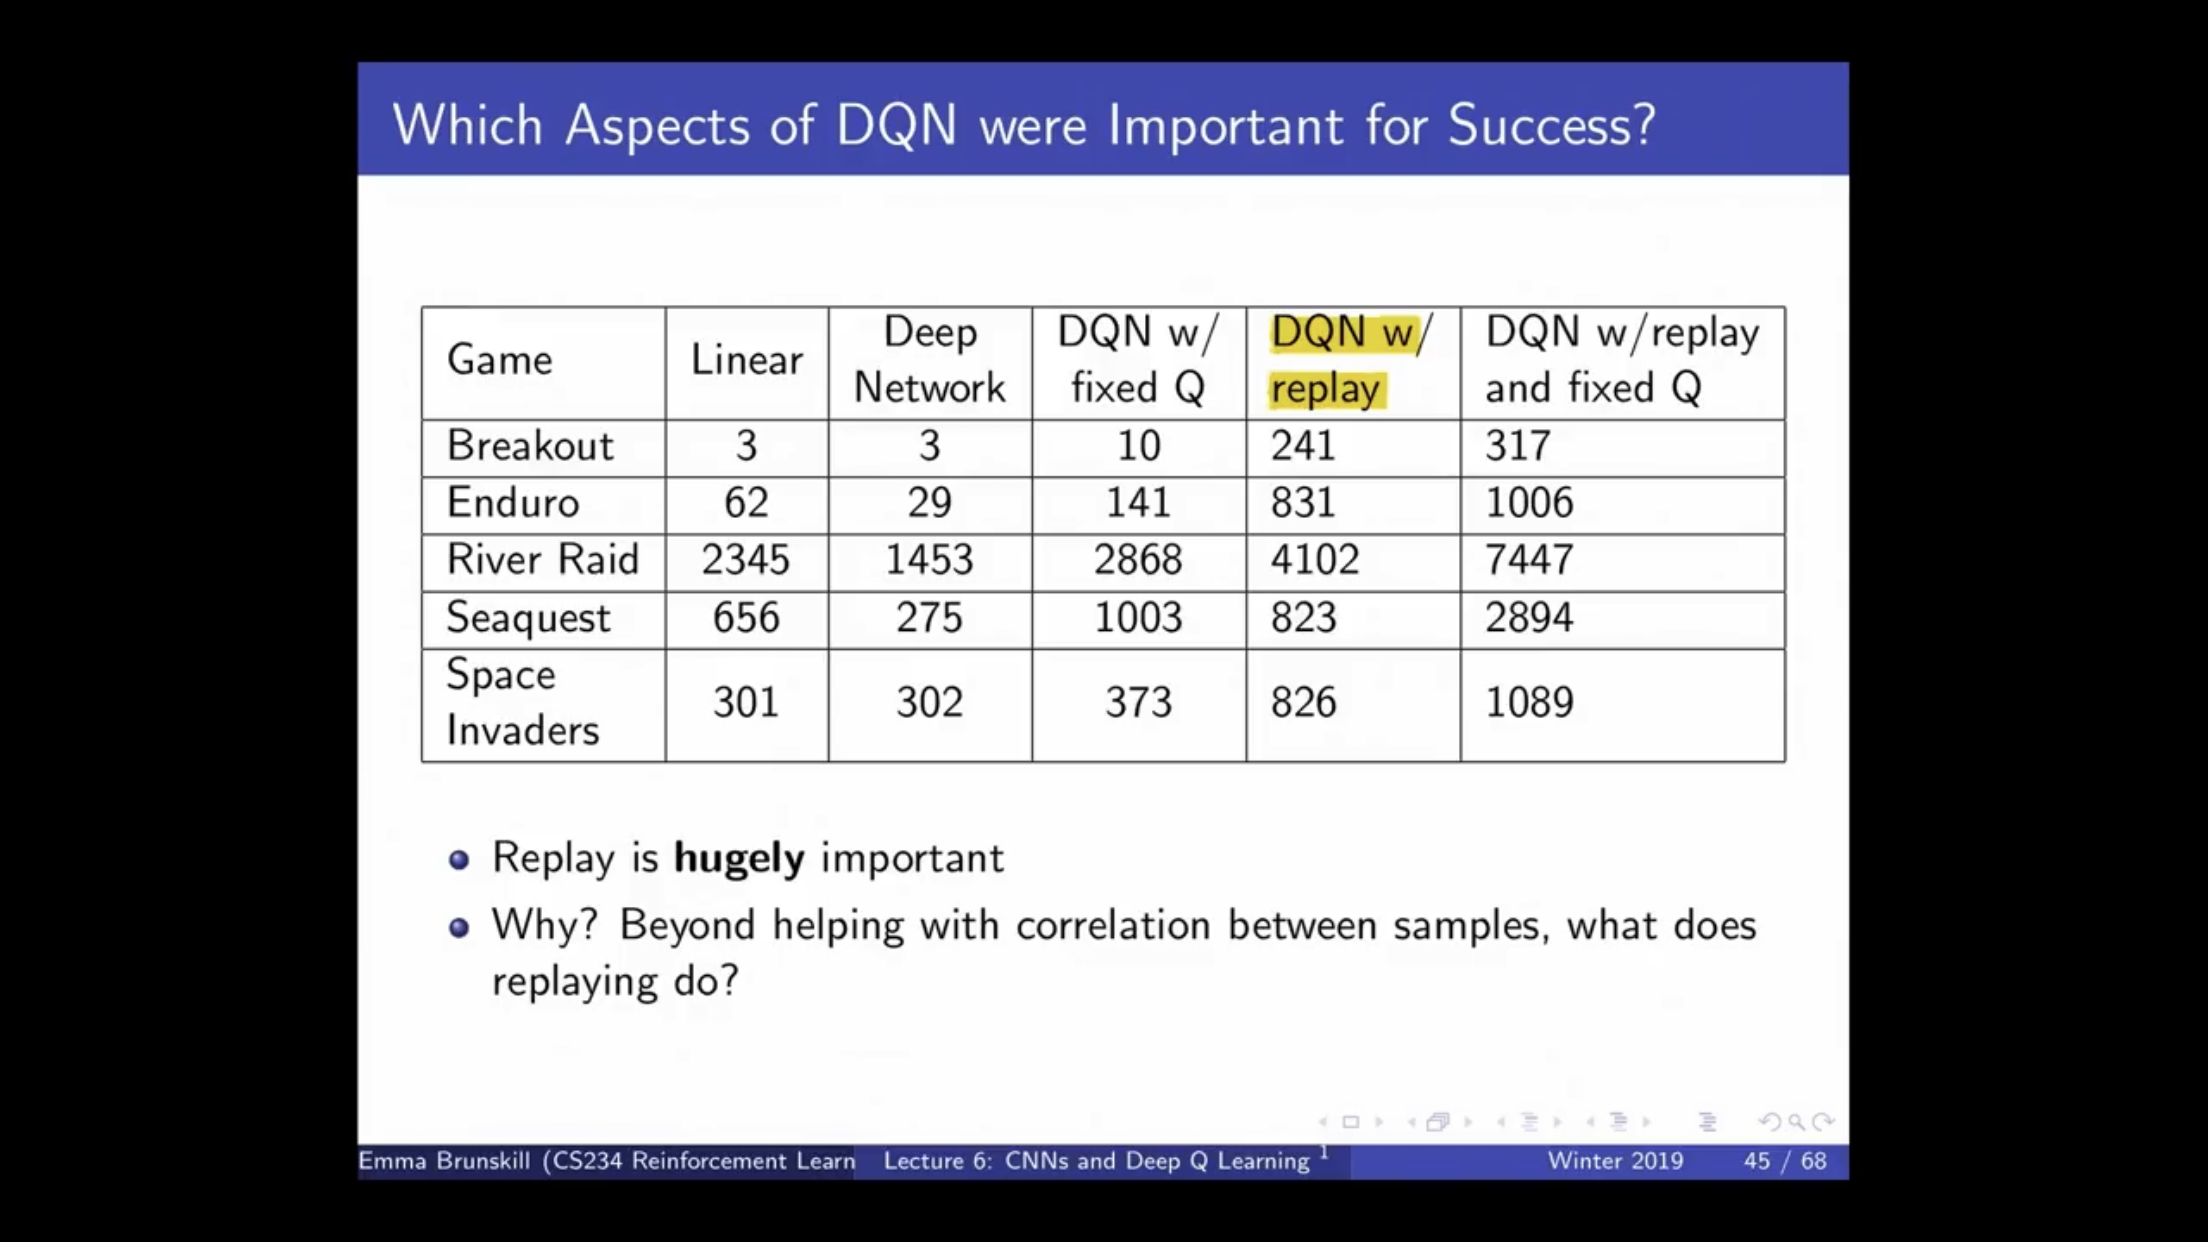 Which Aspects of DQN were Important for Success?
Game Linear Deep Network DQN w/ fixed Q DQN w/ replay DQN w/replay and fixed Q
Breakout 3 3 10 241 317
Enduro 62 29 141 831 1006
River Raid 2345 1453 2868 4102 7447
Seaquest 656 275 1003 823 2894
Space Invaders 301 302 373 826 1089
Replay is hugely important
Why? Beyond helping with correlation between samples, what does
replaying do?
Emma Brunskill (CS234 Reinforcement Learn Lecture 6: CNNs and Deep Q Learning 1 Winter 2019 45 / 68